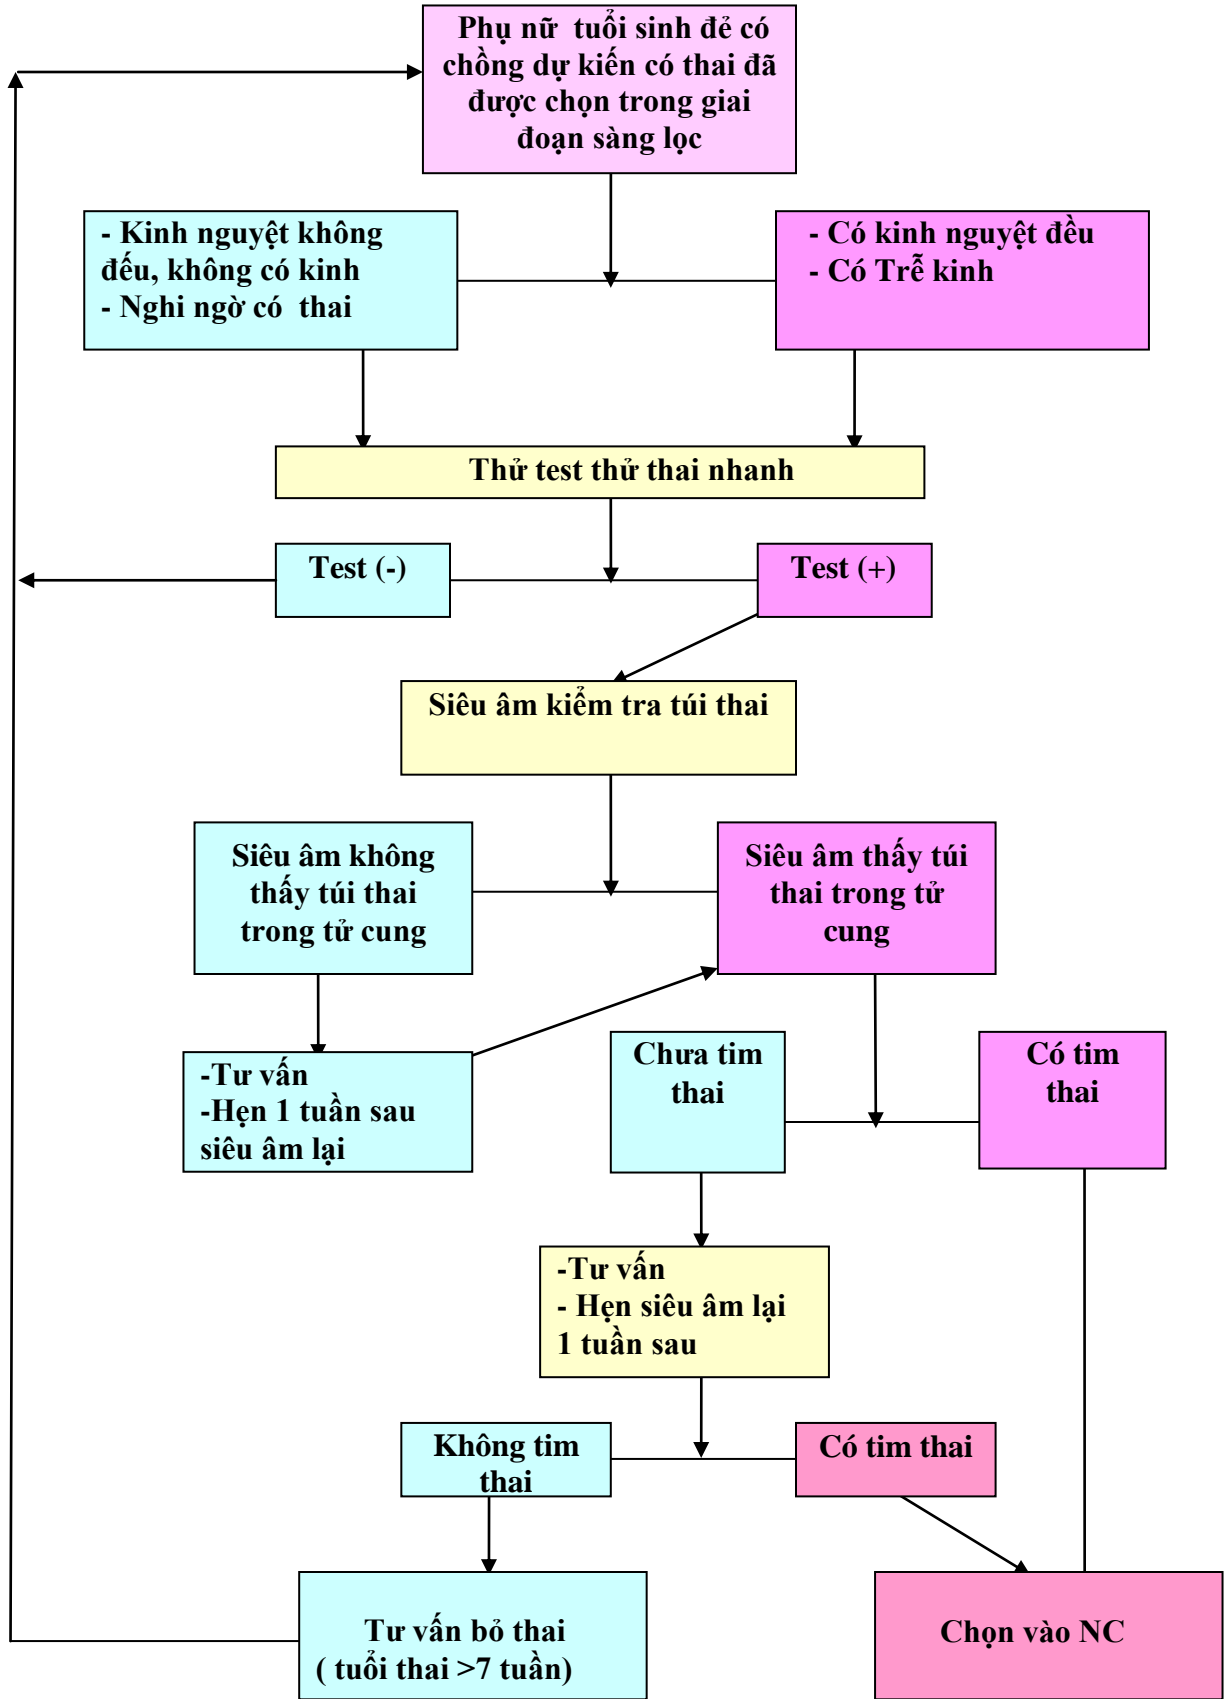 Phụ nữ tuổi sinh đẻ có
chồng dự kiến có thai đã
được chọn trong giai
đoạn sàng lọc
- Kinh nguyệt không
đếu, không có kinh
- Nghi ngờ có thai
- Có kinh nguyệt đều
- Có Trễ kinh
Thử test thử thai nhanh
Test (-)
Test (+)
Siêu âm kiểm tra túi thai
Siêu âm không
thấy túi thai
trong tử cung
Siêu âm thấy túi
thai trong tử
cung
-Tư vấn
-Hẹn 1 tuần sau
siêu âm lại
Chưa tim
thai
Có tim
thai
-Tư vấn
- Hẹn siêu âm lại
1 tuần sau
Không tim
thai
Có tim thai
Tư vấn bỏ thai
( tuổi thai >7 tuần)
Chọn vào NC